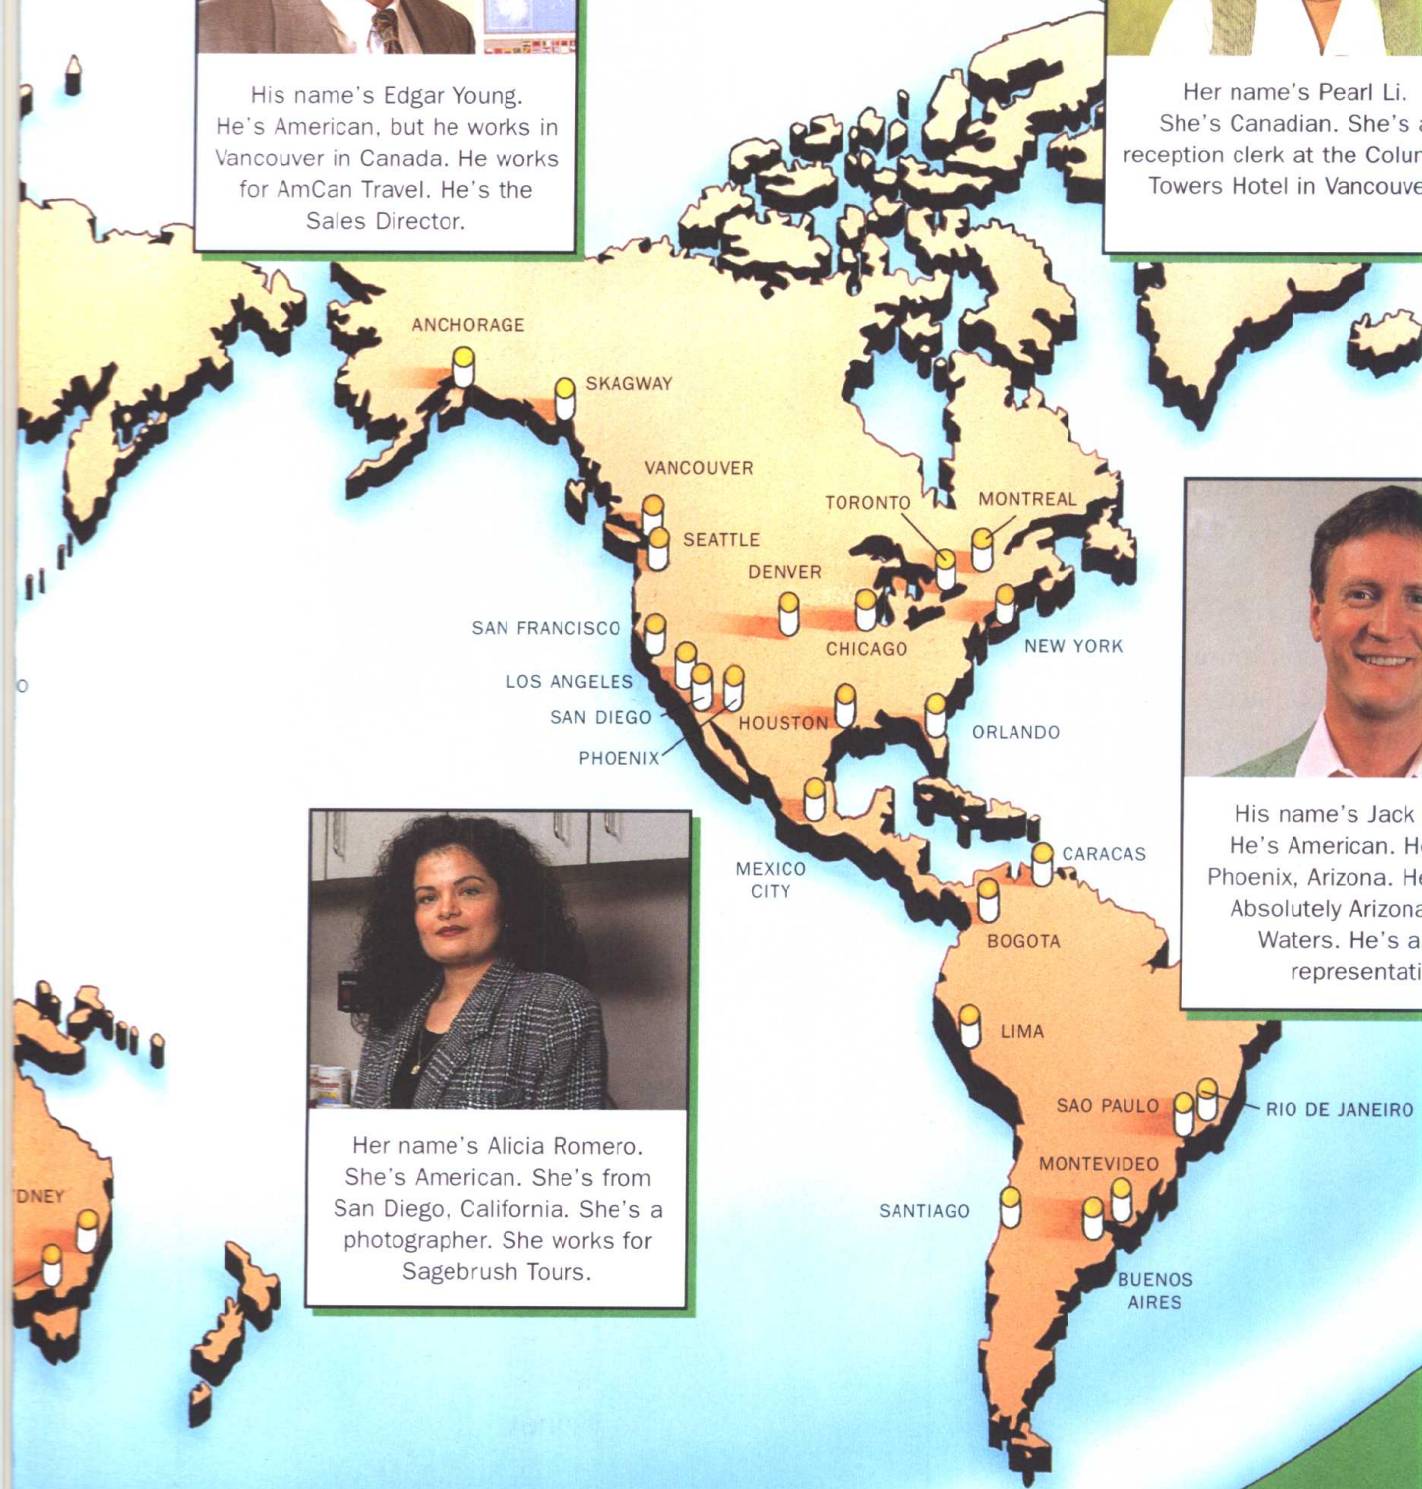 His name's Edgar Young.
He's American, but he works in
Vancouver in Canada. He works
for AmCan Travel. He's the
Sales Director.
Her name's Pearl Li.
She's Canadian. She's
reception clerk at the
Towers Hotel in
ANCHORAGE
SKAGWAY
VANCOUVER
SEATTLE
TORONTO
MONTREAL
DENVER
CHICAGO
NEW YORK
SAN FRANCISCO
LOS ANGELES
SAN DIEGO
PHOENIX
HOUSTON
ORLANDO
MEXICO
CITY
CARACAS
BOGOTA
LIMA
SAO PAULO
RIO DE JANEIRO
MONTEVIDEO
SANTIAGO
BUENOS
AIRES
His name's Jack
He's American.
Phoenix, Arizona.
Absolutely
Waters. He's a
Her name's Alicia Romero.
She's American. She's from
San Diego, California. She's a
photographer. She works for
Sagebrush Tours.